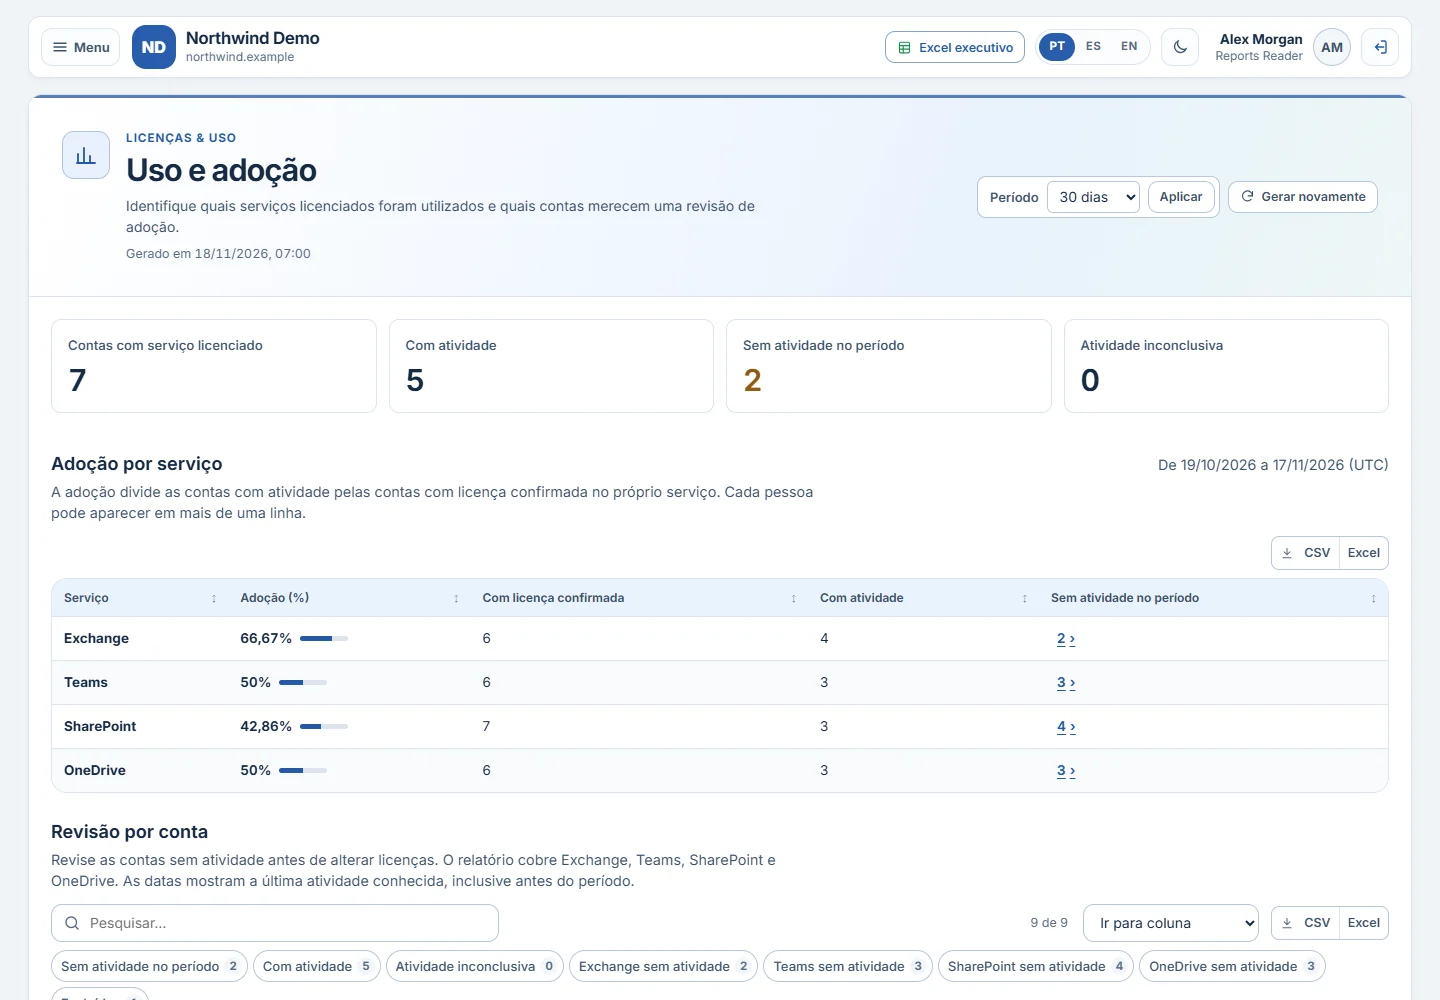 Menu
ND
Northwind Demo
northwind.example
Excel executivo
PT ES EN
Alex Morgan
Reports Reader
AM
LICENÇAS & USO
Uso e adoção
Identifique quais serviços licenciados foram utilizados e quais contas merecem uma revisão de
adoção.
Gerado em 18/11/2026, 07:00
Período 30 dias Aplicar Gerar novamente
Contas com serviço licenciado
7
Com atividade
5
Sem atividade no período
2
Atividade inconclusiva
0
Adoção por serviço
De 19/10/2026 a 17/11/2026 (UTC)
A adoção divide as contas com atividade pelas contas com licença confirmada no próprio serviço. Cada pessoa
pode aparecer em mais de uma linha.
CSV Excel
Serviço Adoção (%) Com licença confirmada Com atividade Sem atividade no período
Exchange 66,67% 6 4 2 ›
Teams 50% 6 3 3 ›
SharePoint 42,86% 7 3 4 ›
OneDrive 50% 6 3 3 ›
Revisão por conta
Revise as contas sem atividade antes de alterar licenças. O relatório cobre Exchange, Teams, SharePoint e
OneDrive. As datas mostram a última atividade conhecida, inclusive antes do período.
Pesquisar...
9 de 9 Ir para coluna CSV Excel
Sem atividade no período 2 Com atividade 5 Atividade inconclusiva 0 Exchange sem atividade 2 Teams sem atividade 3 SharePoint sem atividade 4 OneDrive sem atividade 3